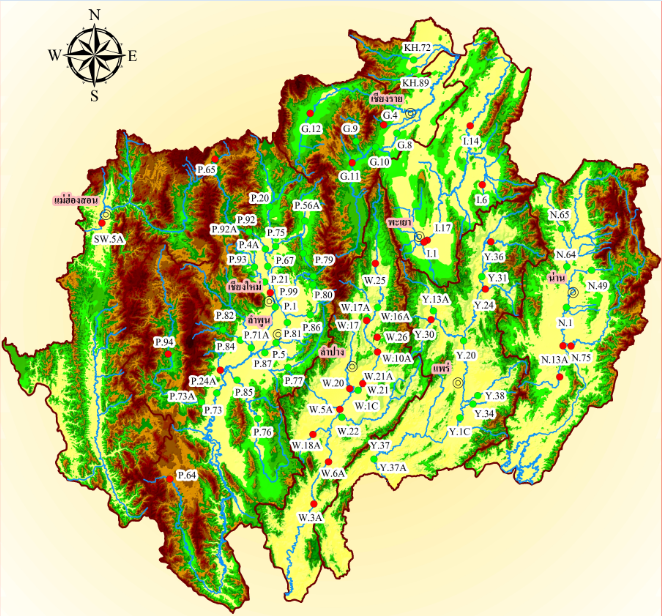 N
W E
S
KH.72
KH.89
เชียงราย
G.4
G.12
G.9
G.8
I.14
G.10
G.11
P.65
I.6
P.20
แม่ฮ่องสอน
P.56A
P.92
N.65
SW.5A
P.92A
P.75
พะเยา
I.17
P.4A
I.1
Y.36
N.64
P.93
P.67
P.79
W.25
น่าน
P.21
Y.31
N.49
เชียงใหม่
P.99
P.80
Y.24
P.1
W.17A
Y.13A
P.82
ลำพูน
W.16A
P.86
W.17
N.1
P.71A
P.81
Y.30
P.94
W.26
P.5
ลำปาง
Y.20
P.84
P.87
W.10A
N.13A
N.75
แพร่
P.24A
P.77
W.21A
P.73A
P.85
W.20
W.21
P.73
Y.38
W.5A
W.1C
Y.34
P.76
W.22
Y.1C
W.18A
Y.37
P.64
W.6A
Y.37A
W.3A